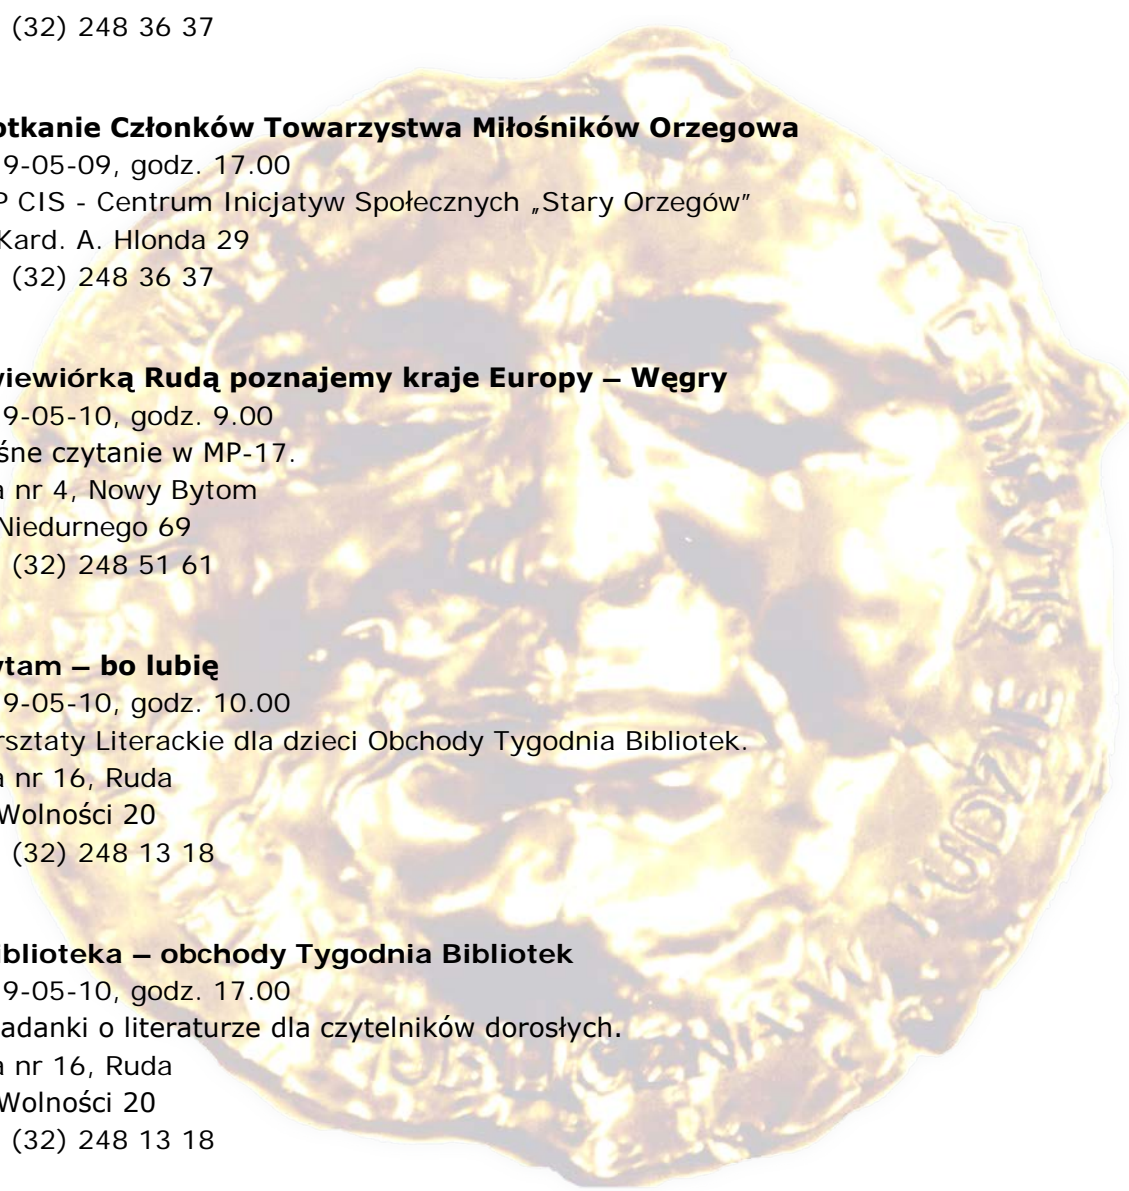 (32) 248 36 37
otkanie Członków Towarzystwa Miłośników Orzegowa
9-05-09, godz. 17.00
P CIS - Centrum Inicjatyw Społecznych „Stary Orzegów”
Kard. A. Hlonda 29
(32) 248 36 37
wiewiórką Rudą poznajemy kraje Europy – Węgry
9-05-10, godz. 9.00
śne czytanie w MP-17.
a nr 4, Nowy Bytom
Niedurnego 69
(32) 248 51 61
ytam – bo lubię
9-05-10, godz. 10.00
rsztaty Literackie dla dzieci Obchody Tygodnia Bibliotek.
a nr 16, Ruda
Wolności 20
(32) 248 13 18
iblioteka – obchody Tygodnia Bibliotek
9-05-10, godz. 17.00
adanki o literaturze dla czytelników dorosłych.
a nr 16, Ruda
Wolności 20
(32) 248 13 18